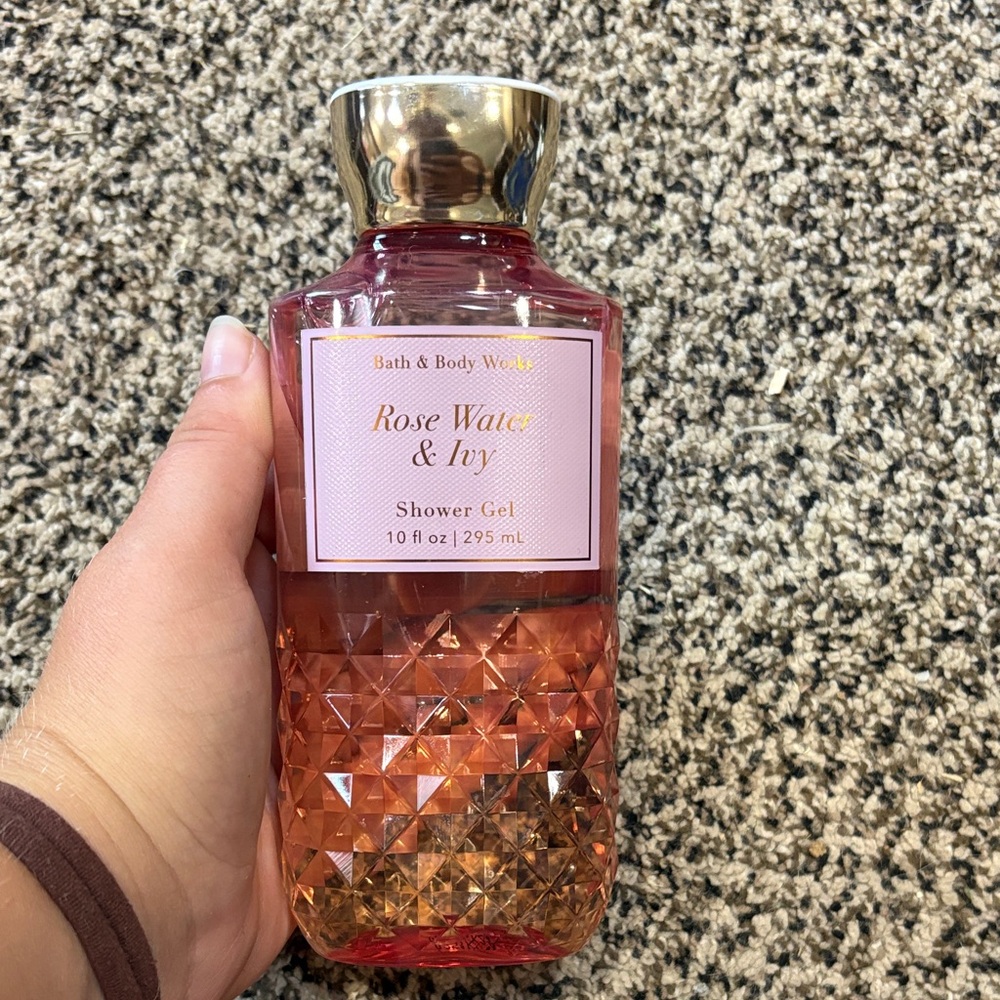 Bath & Body Works
Rose Water
& Ivy
Shower Gel
10 fl oz | 295 mL